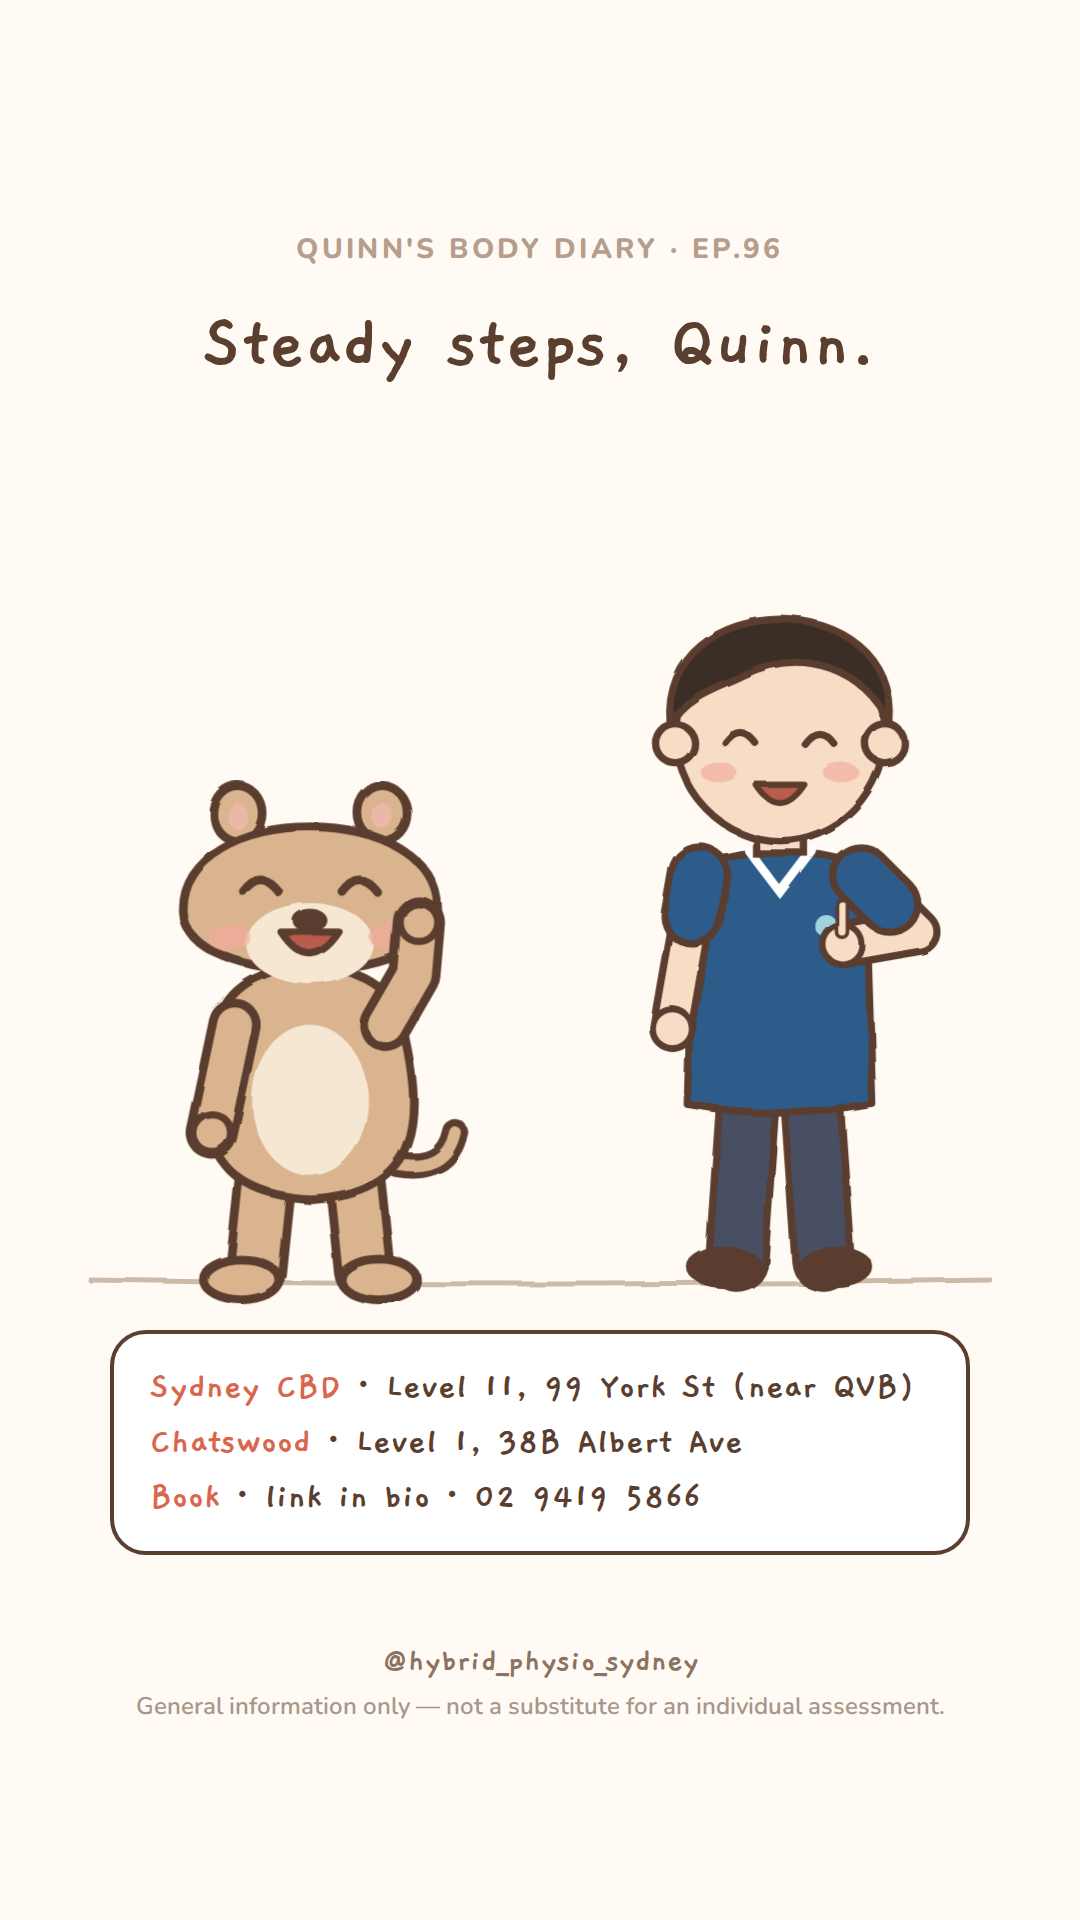 QUINN'S BODY DIARY · EP.96
Steady steps, Quinn.
Sydney CBD · Level 11, 99 York St (near QVB)
Chatswood · Level 1, 38B Albert Ave
Book · link in bio · 02 9419 5866
@hybrid_physio_sydney
General information only — not a substitute for an individual assessment.